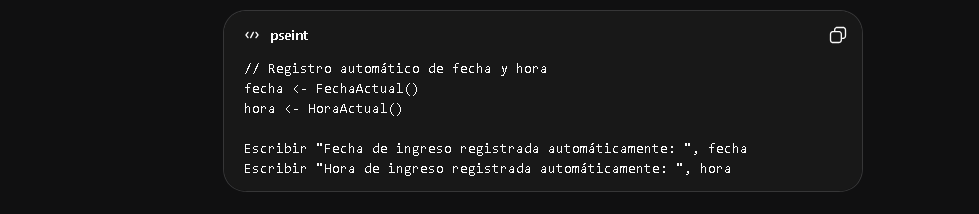 </> pseint
// Registro automático de fecha y hora
fecha <- FechaActual()
hora <- HoraActual()
Escribir "Fecha de ingreso registrada automáticamente: ", fecha
Escribir "Hora de ingreso registrada automáticamente: ", hora